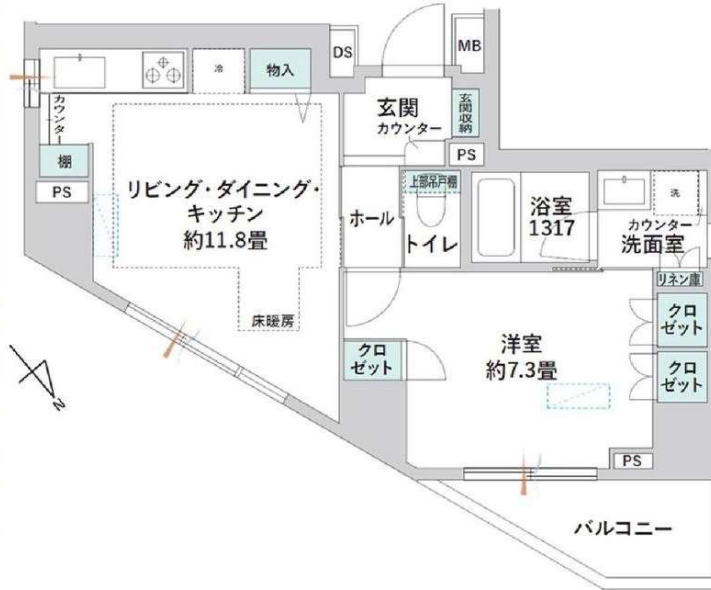 DS
MB
冷
物入
玄関
カウンター
玄関収納
PS
カウンター
棚
PS
リビング・ダイニング・
キッチン
約11.8畳
床暖房
ホール
上部吊戸棚
トイレ
浴室
1317
洗
カウンター
洗面室
リネン庫
クロ
ゼット
クロ
ゼット
クロ
ゼット
洋室
約7.3畳
PS
バルコニー
N